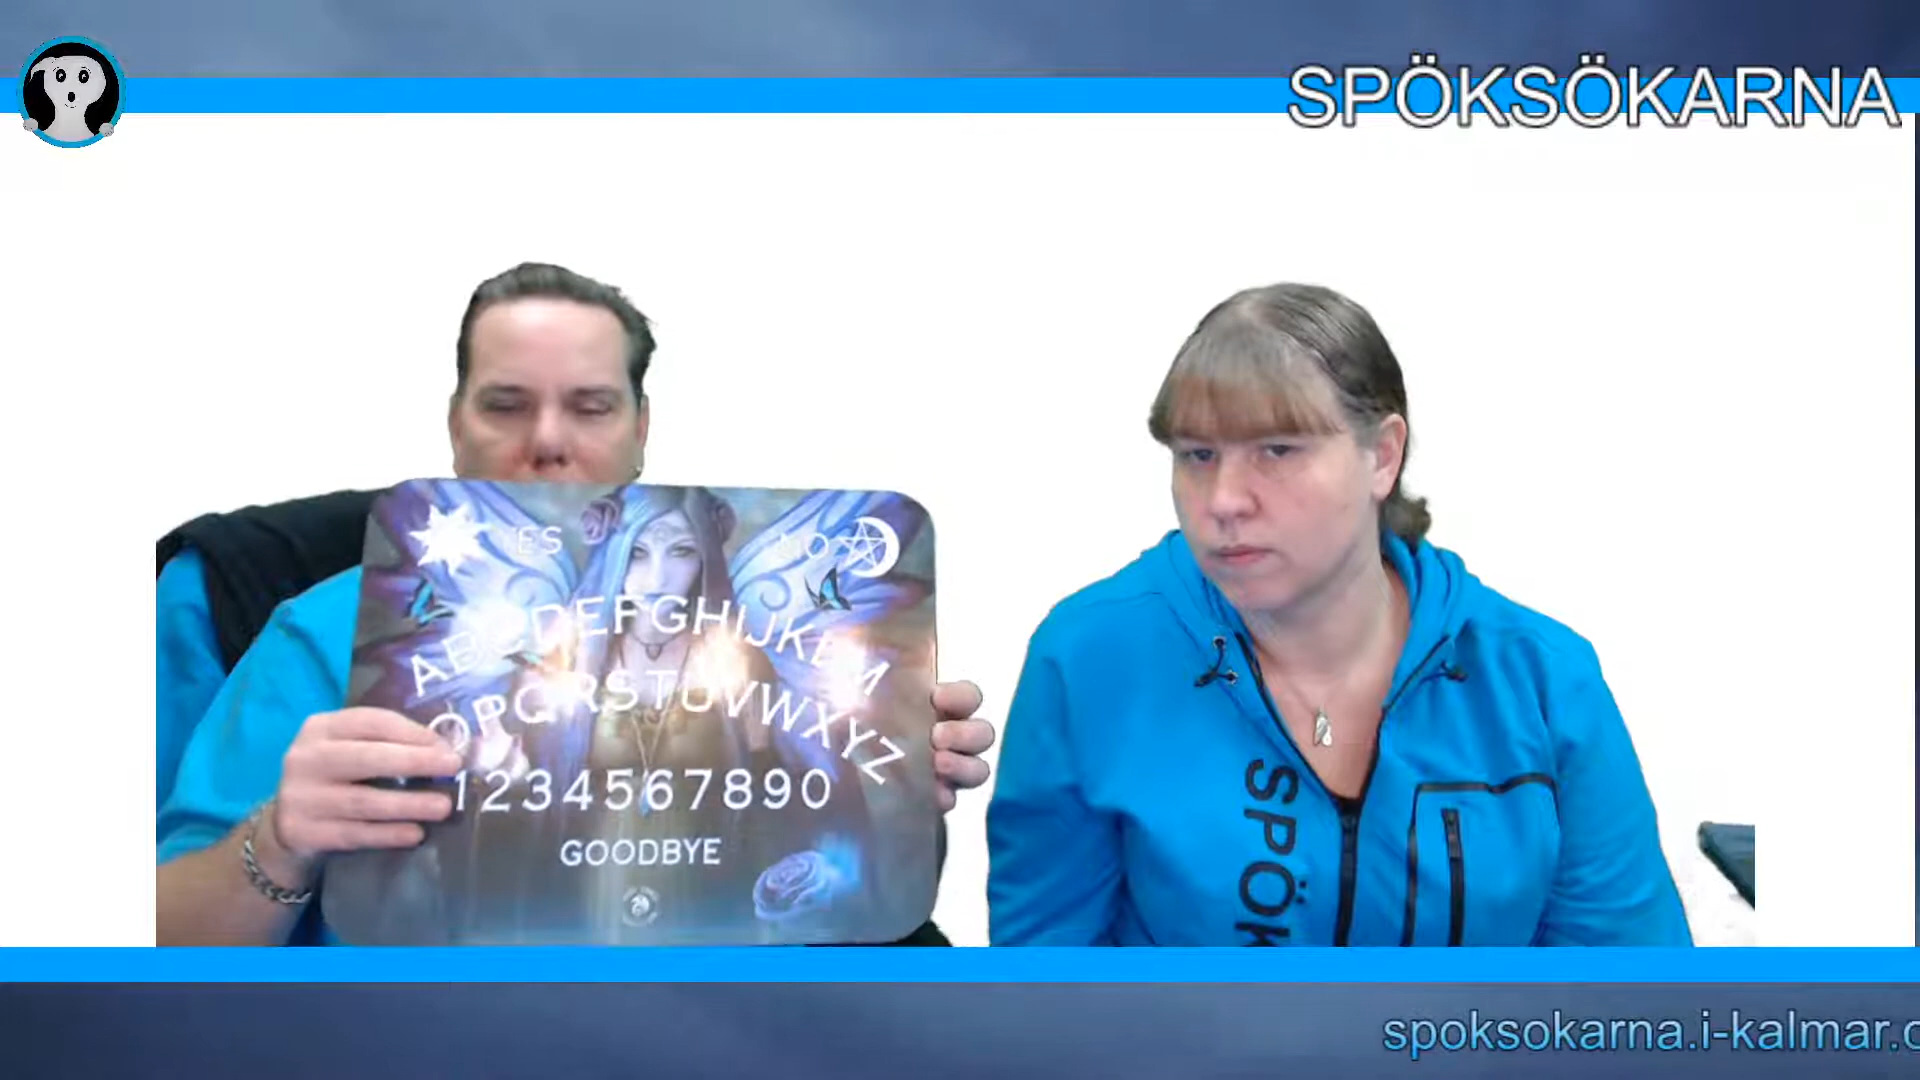 SPÖKSÖKARNA
ES NO
ABCDEFGHIJKLM
OPQRSTUVWXYZ
1234567890
GOODBYE
SPÖK
spoksokarna.i-kalmar.c